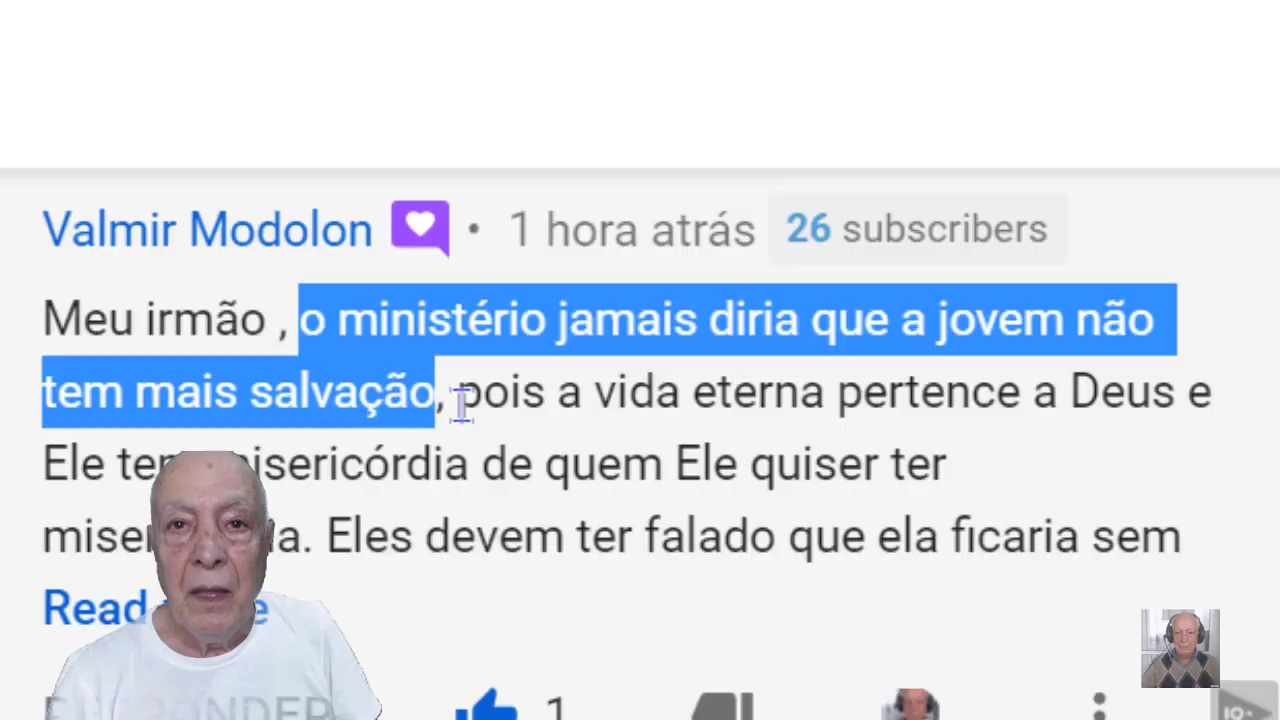 Valmir Modolon • 1 hora atrás 26 subscribers
Meu irmão , o ministério jamais diria que a jovem não
tem mais salvação, pois a vida eterna pertence a Deus e
Ele misericórdia de quem Ele quiser ter
Eles devem ter falado que ela ficaria sem
Read
1